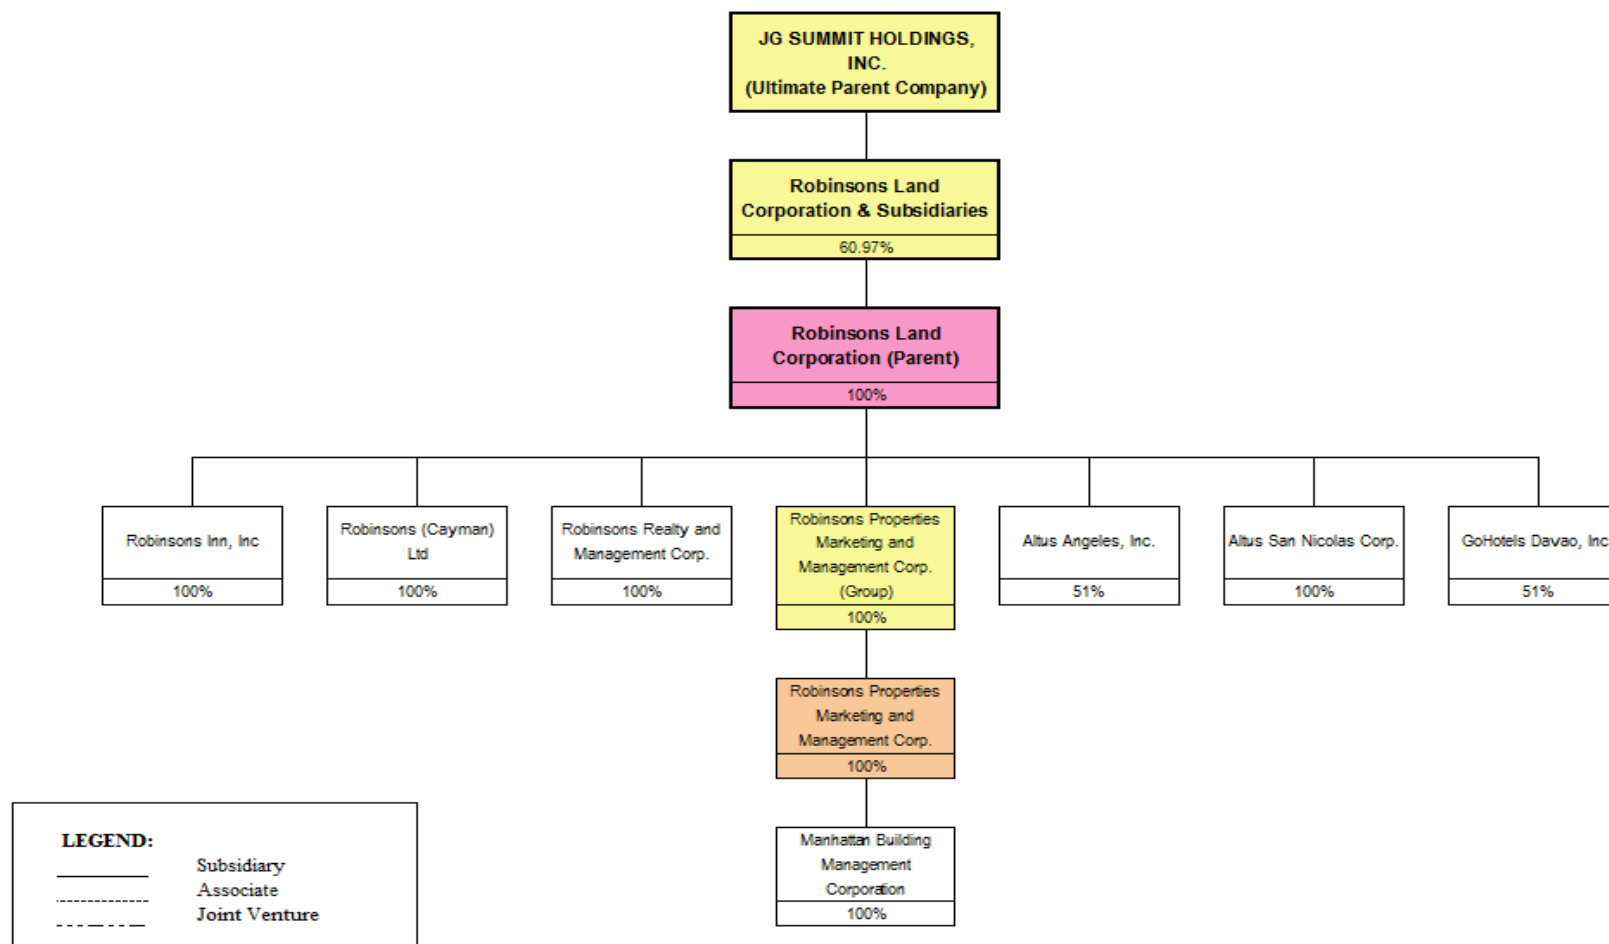 JG SUMMIT HOLDINGS,
INC.
(Ultimate Parent Company)
Robinsons Land
Corporation & Subsidiaries
60.97%
Robinsons Land
Corporation (Parent)
100%
Robinsons Inn, Inc
100%
Robinsons (Cayman)
Ltd
100%
Robinsons Realty and
Management Corp.
100%
Robinsons Properties
Marketing and
Management Corp.
(Group)
100%
Altus Angeles, Inc.
51%
Altus San Nicolas Corp.
100%
GoHotels Davao, Inc
51%
Robinsons Properties
Marketing and
Management Corp.
100%
Manhattan Building
Management
Corporation
100%
LEGEND:
Subsidiary
Associate
Joint Venture